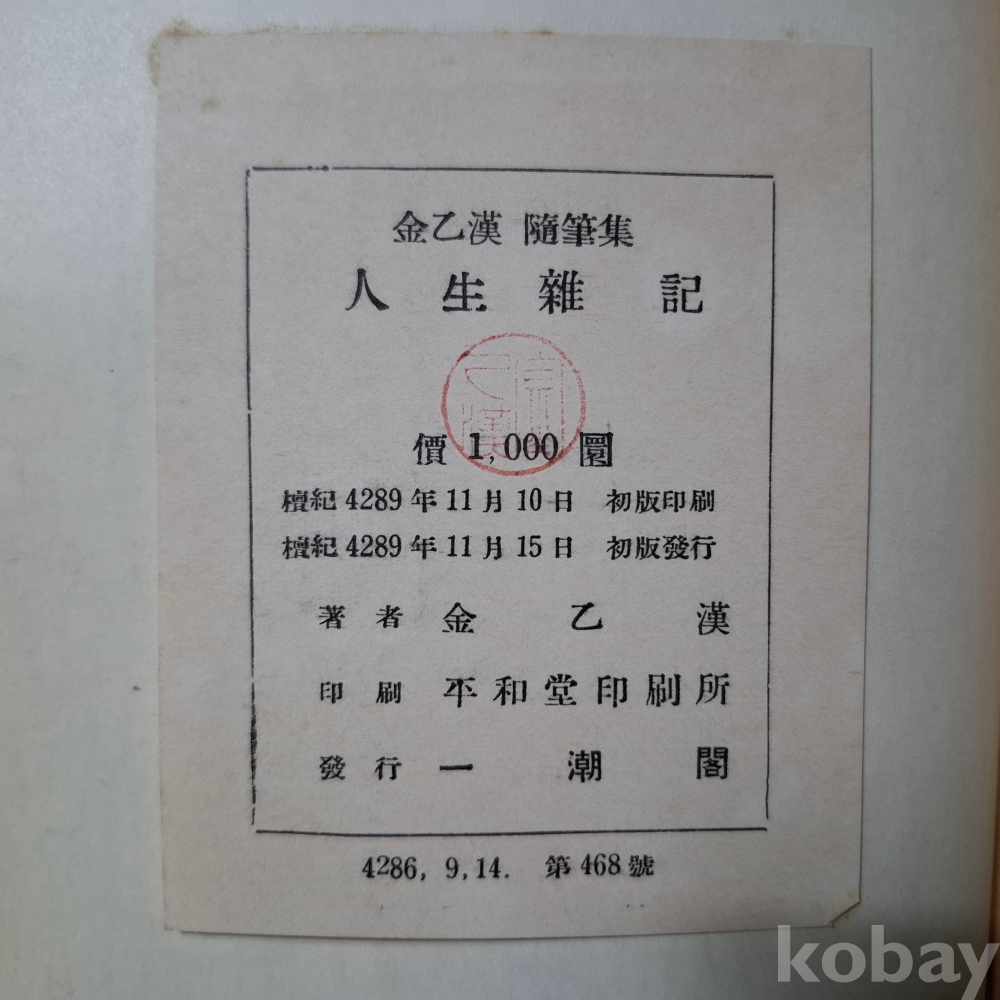 金乙漢 隨筆集
人生雜記
價 1,000 圜
檀紀 4289 年 11 月 10 日 初版印刷
檀紀 4289 年 11 月 15 日 初版發行
著者 金乙漢
印刷 平和堂印刷所
發行 一潮閣
4286, 9, 14. 第 468 號
kobay